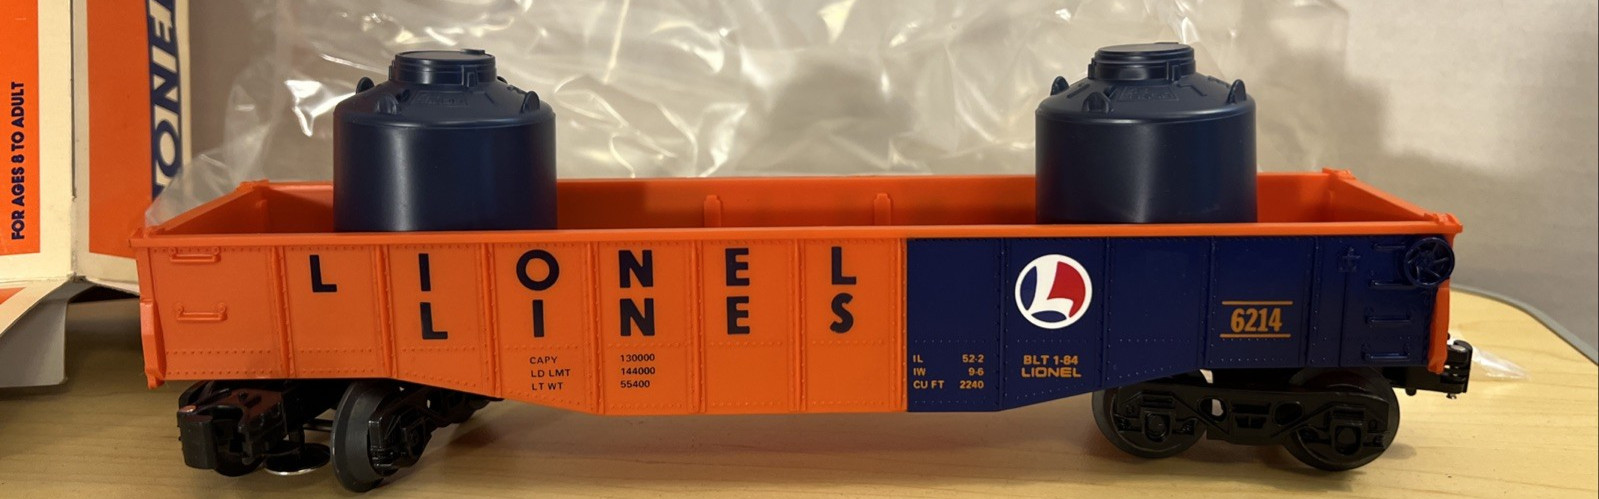 FOR AGES 8 TO ADULT
ONE
LIONEL
LINES
CAPY 130000
LD LMT 144000
LT WT 55400
IL 52-2
IW 9-6
CU FT 2240
L
BLT 1-84
LIONEL
6214